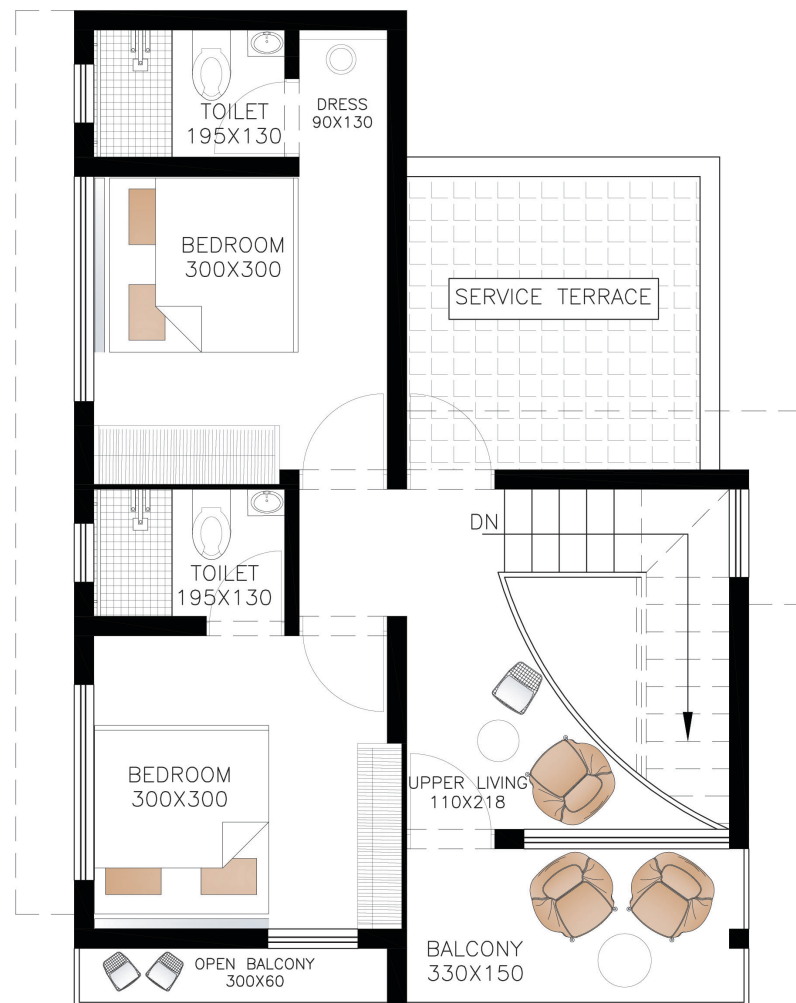 TOILET
195X130
DRESS
90X130
BEDROOM
300X300
SERVICE TERRACE
DN
TOILET
195X130
BEDROOM
300X300
UPPER LIVING
110X218
OPEN BALCONY
300X60
BALCONY
330X150